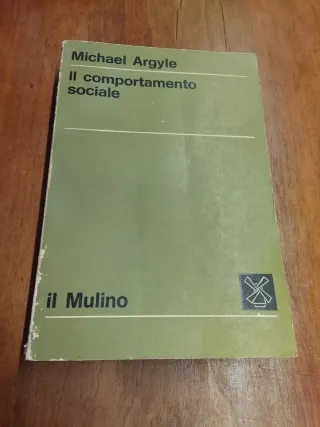 Michael Argyle
Il comportamento
sociale
il Mulino